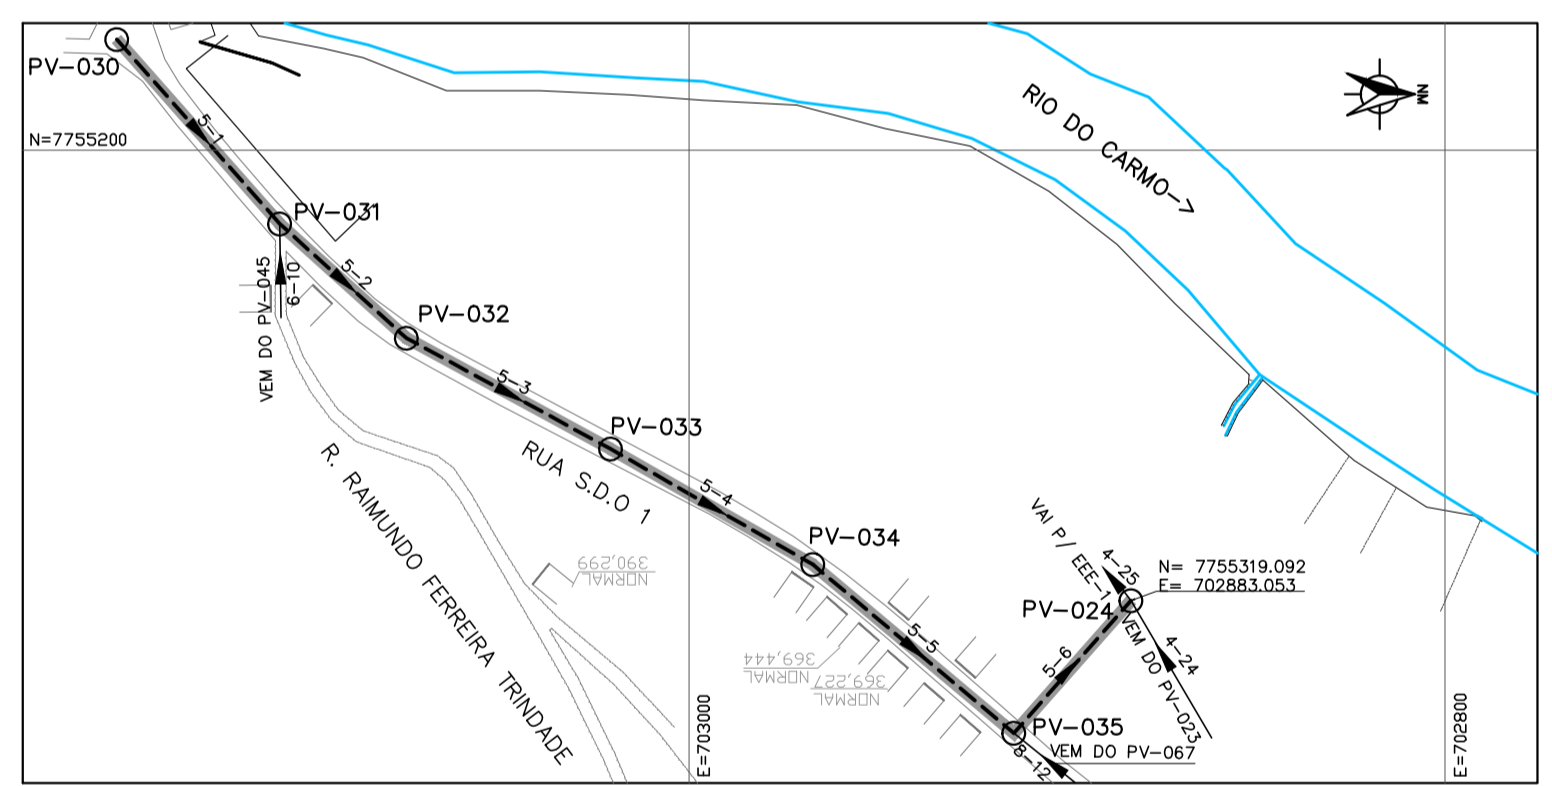 PV-030
N=7755200
5-1
PV-031
5-2
VEM DO PV-045
6-10
PV-032
5-3
PV-033
RUA S.D.O 1
5-4
PV-034
R. RAIMUNDO FERREIRA TRINDADE
390,299
NORMAL
369,444
NORMAL
369,227
NORMAL
5-5
5-6
PV-035
VEM DO PV-067
8-12
PV-024
VAI P/ EEE-1
4-25
N= 7755319.092
E= 702883.053
VEM DO PV-023
4-24
RIO DO CARMO->
NM
E=703000
E=702800